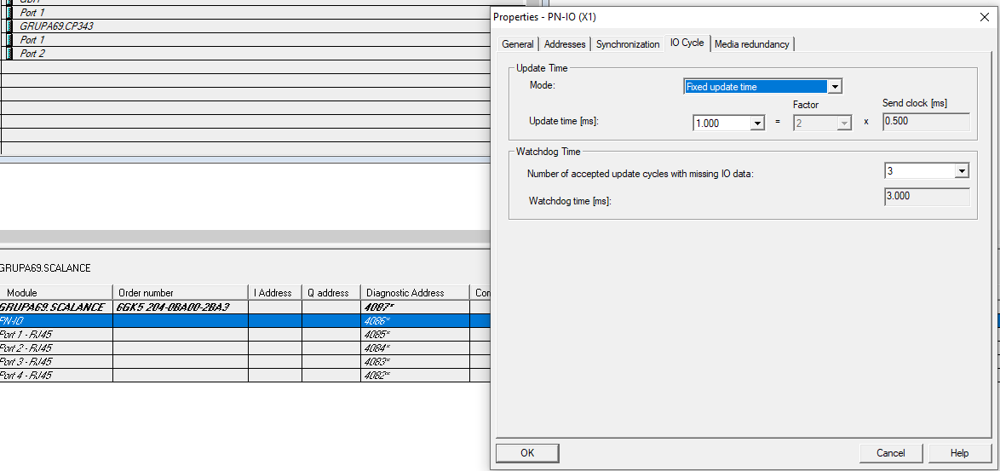 Port 1
GRUPA69.CP343
Port 1
Port 2
Properties - PN-IO (X1)
General
Addresses
Synchronization
IO Cycle
Media redundancy
Update Time
Mode:
Fixed update time
Factor
Send clock [ms]
Update time [ms]:
1.000
=
2
x
0.500
Watchdog Time
Number of accepted update cycles with missing IO data:
3
Watchdog time [ms]:
3.000
GRUPA69.SCALANCE
Module Order number I Address Q address Diagnostic Address
GRUPA69.SCALANCE 6GK5 204-0BA00-2BA3 4087*
PN-IO 4086*
Port 1 - RJ45 4085*
Port 2 - RJ45 4084*
Port 3 - RJ45 4083*
Port 4 - RJ45 4082*
OK
Cancel
Help